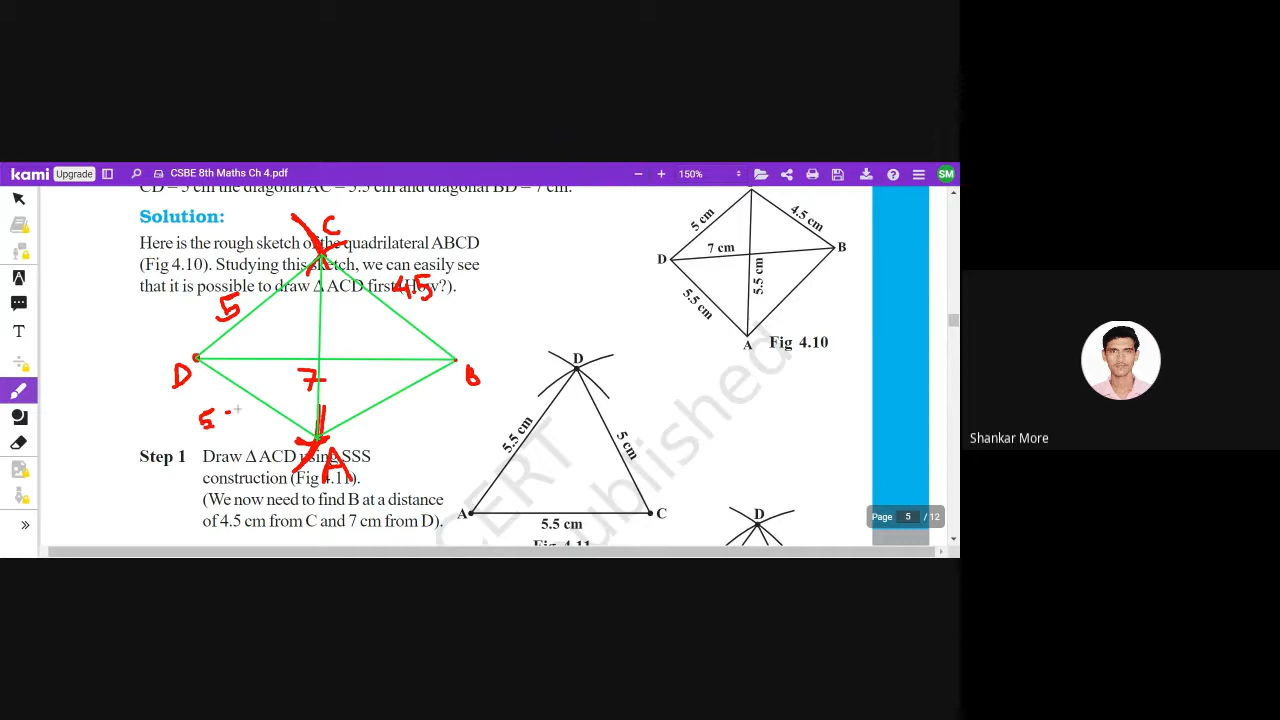 kami Upgrade CSBE 8th Maths Ch 4.pdf 150% SM
CD = 5 cm the diagonal AC = 5.5 cm and diagonal BD = 7 cm.
Solution:
Here is the rough sketch of the quadrilateral ABCD
(Fig 4.10). Studying this sketch, we can easily see
that it is possible to draw Δ ACD first (How?).
C
5
4.5
D
7
B
5.
A
5 cm
4.5 cm
7 cm
D
B
5.5 cm
5.5 cm
A
Fig 4.10
Step 1 Draw Δ ACD using SSS
construction (Fig 4.11).
(We now need to find B at a distance
of 4.5 cm from C and 7 cm from D).
D
5.5 cm
5 cm
A
C
5.5 cm
Fig 4.11
D
Page 5 / 12
Shankar More